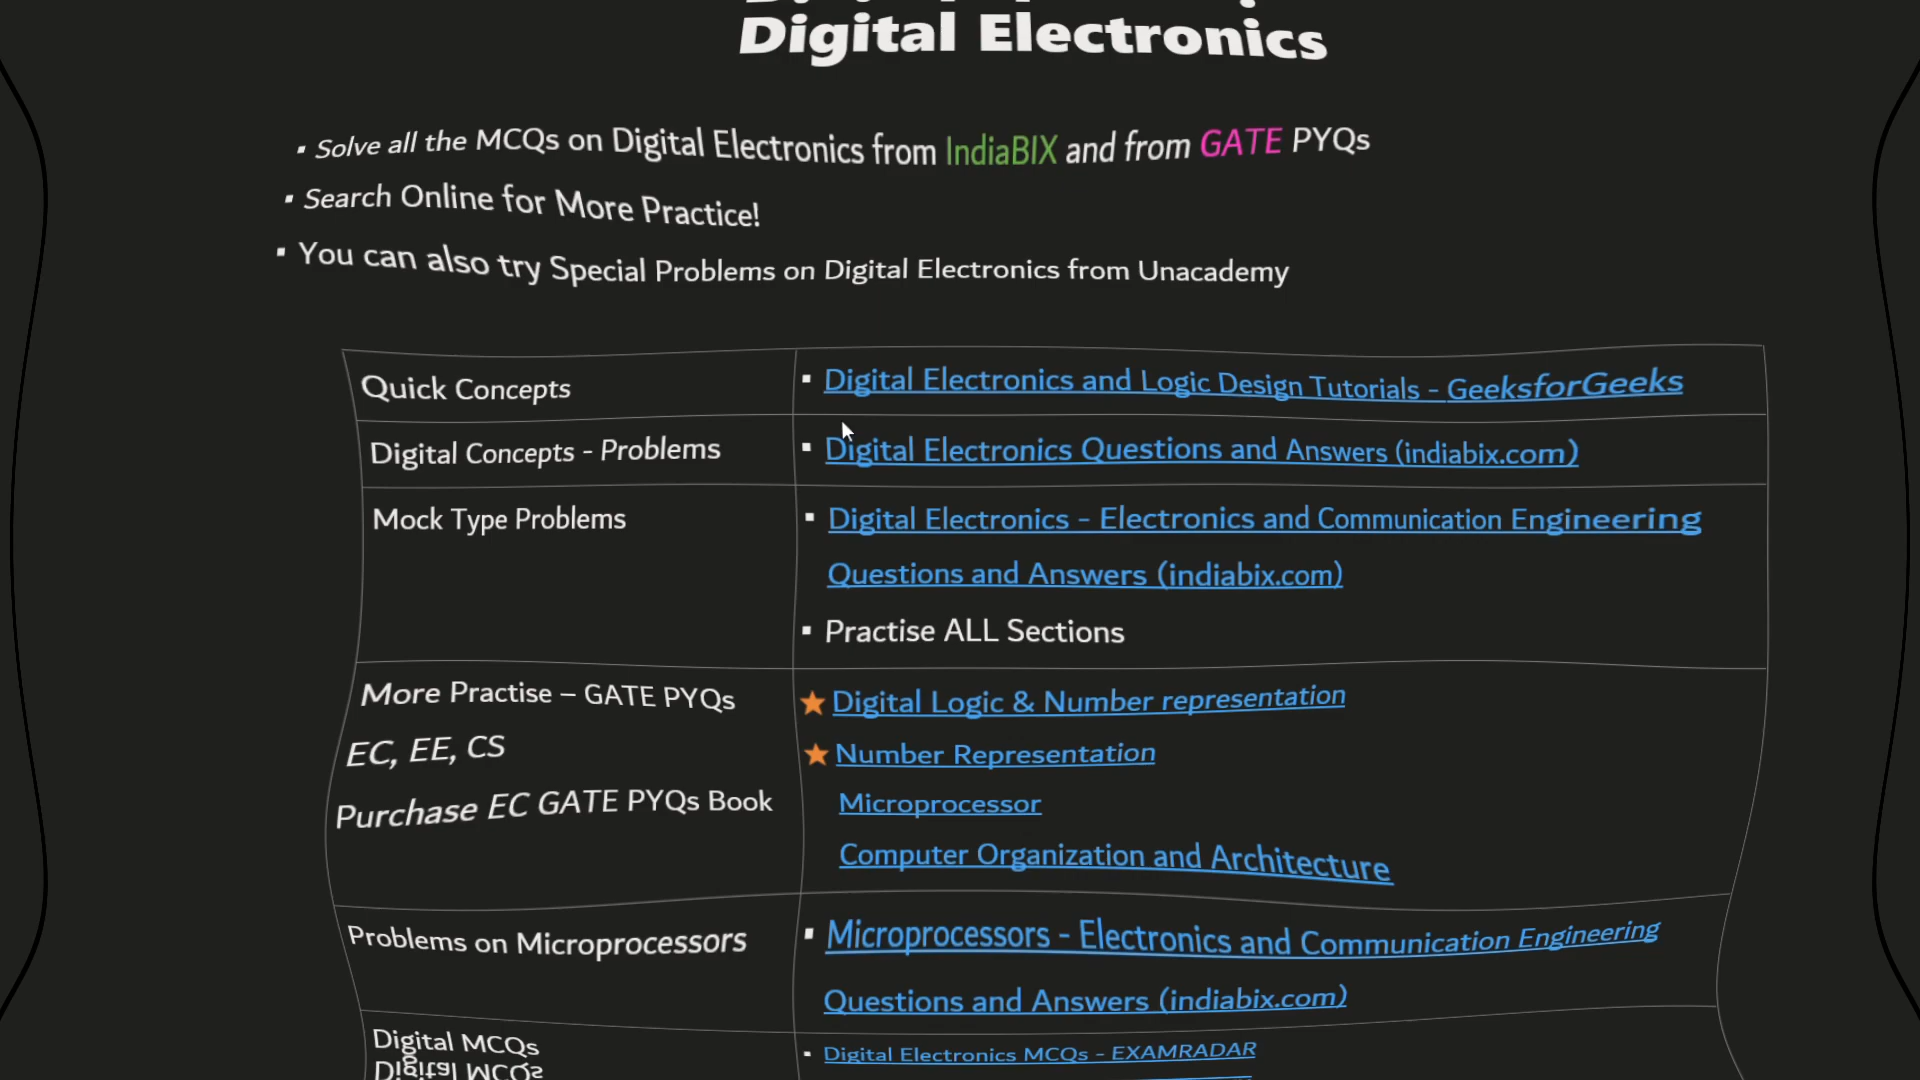 Digital Electronics
▪ Solve all the MCQs on Digital Electronics from IndiaBIX and from GATE PYQs
▪ Search Online for More Practice!
▪ You can also try Special Problems on Digital Electronics from Unacademy
Quick Concepts
▪ Digital Electronics and Logic Design Tutorials - GeeksforGeeks
Digital Concepts - Problems
▪ Digital Electronics Questions and Answers (indiabix.com)
Mock Type Problems
▪ Digital Electronics - Electronics and Communication Engineering
Questions and Answers (indiabix.com)
▪ Practise ALL Sections
More Practise – GATE PYQs
EC, EE, CS
Purchase EC GATE PYQs Book
★ Digital Logic & Number representation
★ Number Representation
Microprocessor
Computer Organization and Architecture
Problems on Microprocessors
▪ Microprocessors - Electronics and Communication Engineering
Questions and Answers (indiabix.com)
Digital MCQs
▪ Digital Electronics MCQs - EXAMRADAR